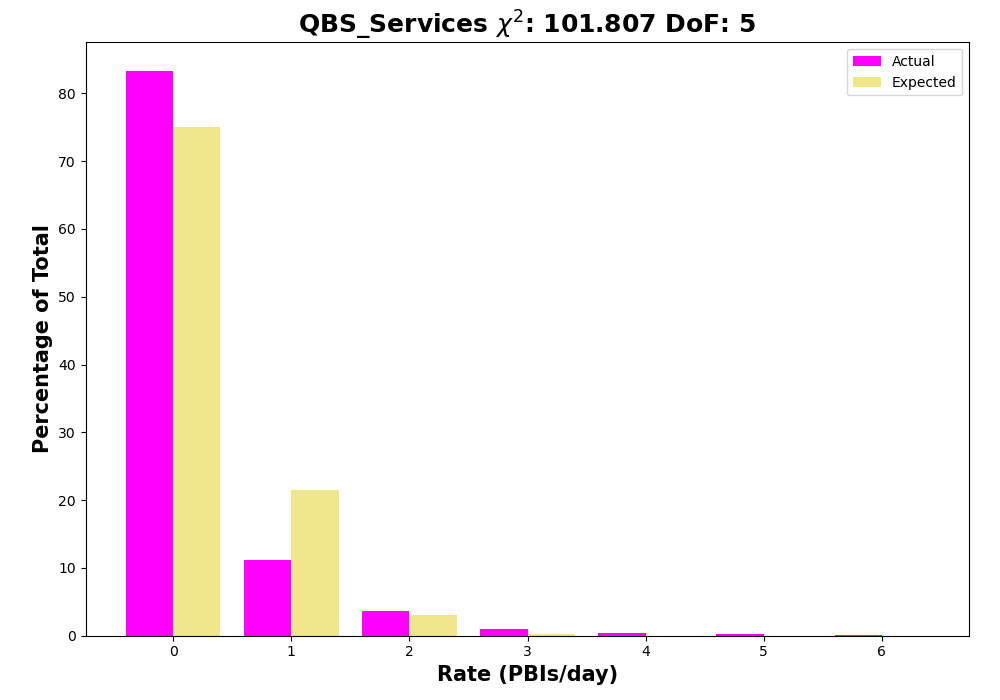 QBS_Services χ²: 101.807 DoF: 5
Actual
Expected
Percentage of Total
80
70
60
50
40
30
20
10
0
0 1 2 3 4 5 6
Rate (PBIs/day)